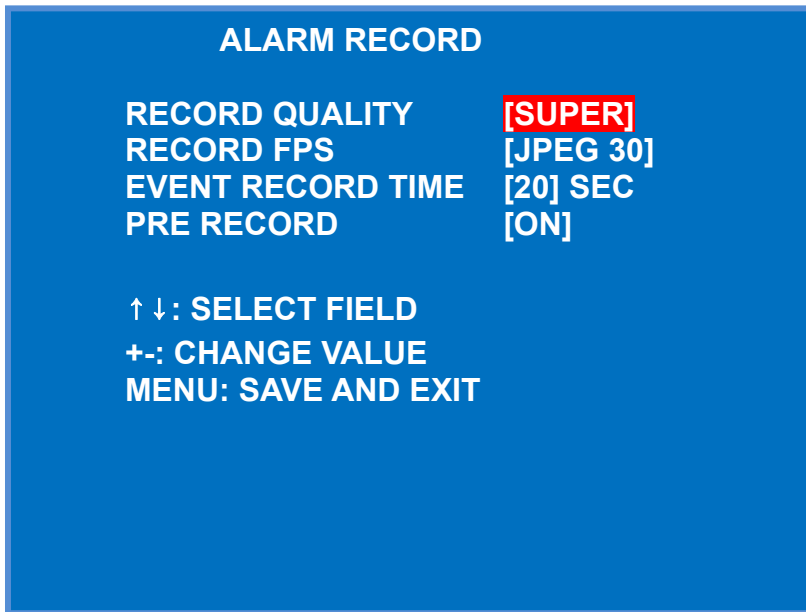 ALARM RECORD
RECORD QUALITY [SUPER]
RECORD FPS [JPEG 30]
EVENT RECORD TIME [20] SEC
PRE RECORD [ON]
↑↓: SELECT FIELD
+-: CHANGE VALUE
MENU: SAVE AND EXIT